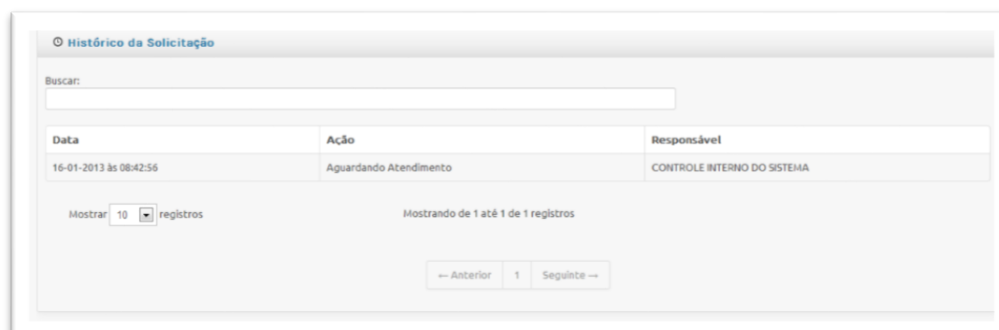 Histórico da Solicitação
Buscar:
Data Ação Responsável
16-01-2013 às 08:42:56 Aguardando Atendimento CONTROLE INTERNO DO SISTEMA
Mostrar 10 registros Mostrando de 1 até 1 de 1 registros
← Anterior 1 Seguinte →